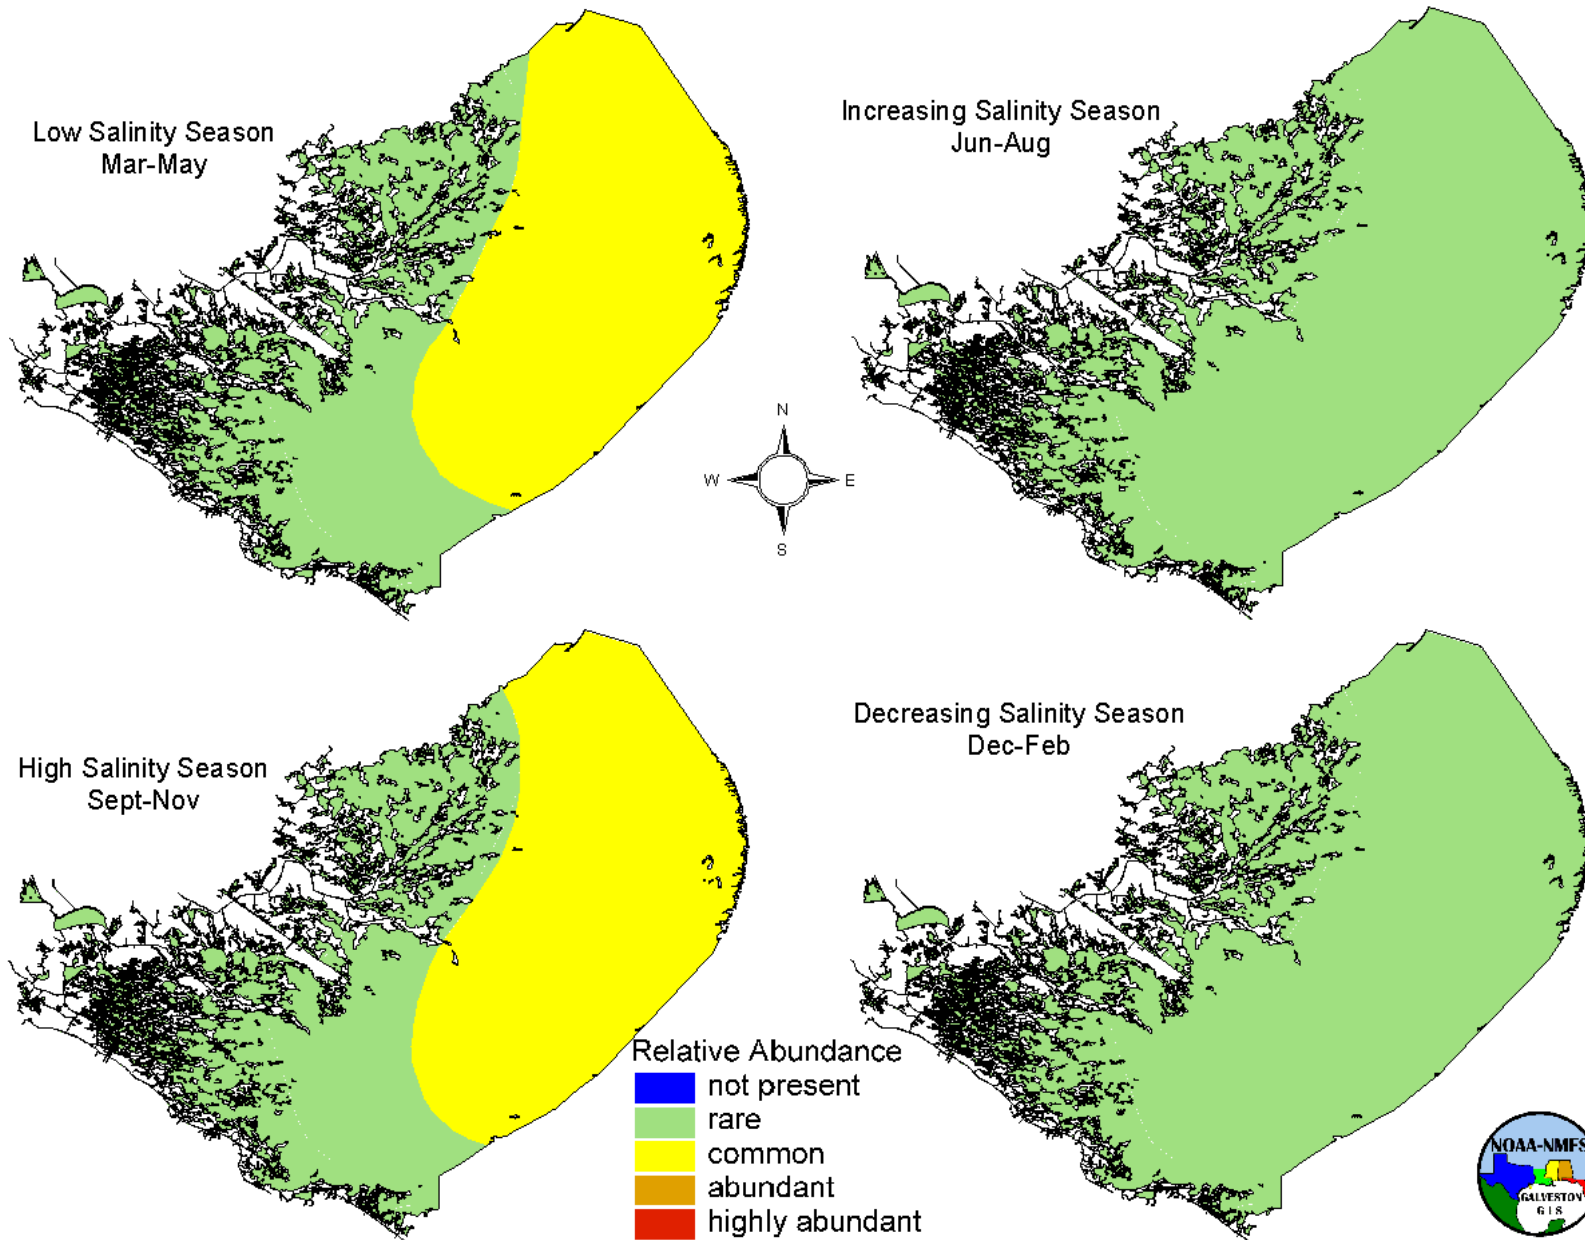 Low Salinity Season
Mar-May
Increasing Salinity Season
Jun-Aug
N
W
E
S
High Salinity Season
Sept-Nov
Decreasing Salinity Season
Dec-Feb
Relative Abundance
not present
rare
common
abundant
highly abundant
NOAA-NMFS
GALVESTON
GIS